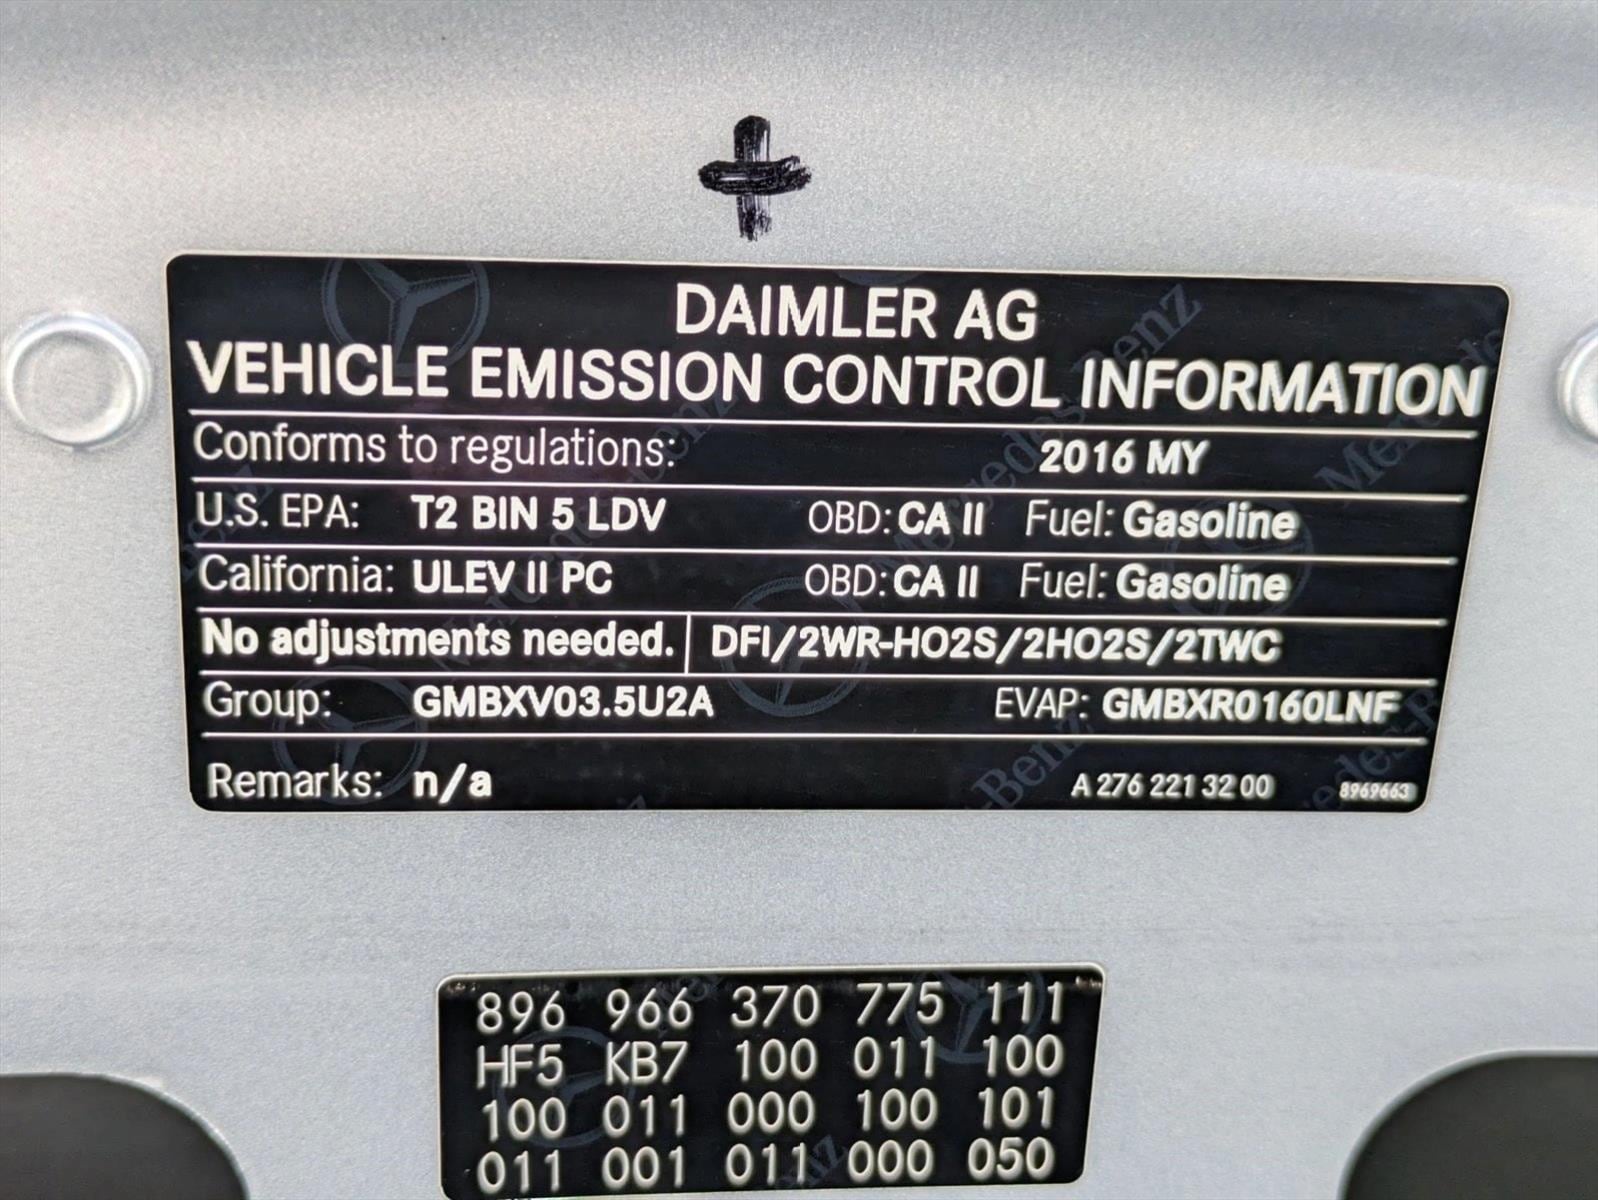 DAIMLER AG
VEHICLE EMISSION CONTROL INFORMATION
Conforms to regulations: 2016 MY
U.S. EPA: T2 BIN 5 LDV OBD: CA II Fuel: Gasoline
California: ULEV II PC OBD: CA II Fuel: Gasoline
No adjustments needed. DFI/2WR-HO2S/2HO2S/2TWC
Group: GMBXV03.5U2A EVAP: GMBXR0160LNF
Remarks: n/a A 276 221 32 00 8969663
896 966 370 775 111
HF5 KB7 100 011 100
100 011 000 100 101
011 001 011 000 050